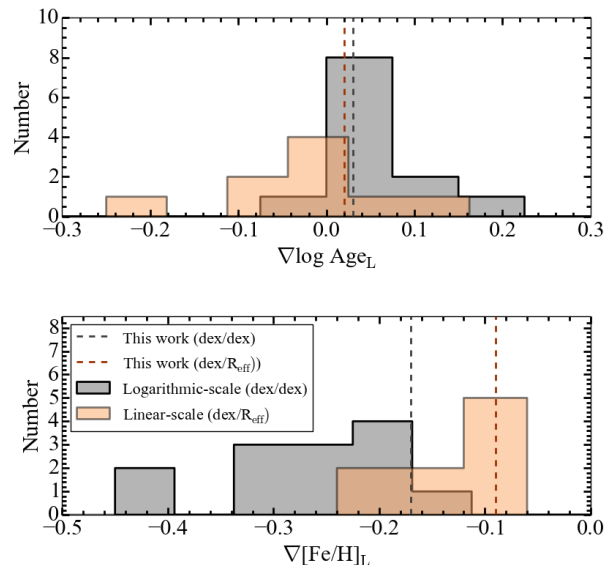 10
8
6
4
2
0
Number
−0.3 −0.2 −0.1 0.0 0.1 0.2 0.3
∇log Age_L
8
7
6
5
4
3
2
1
0
Number
This work (dex/dex)
This work (dex/R_eff))
Logarithmic-scale (dex/dex)
Linear-scale (dex/R_eff)
−0.5 −0.4 −0.3 −0.2 −0.1 0.0
∇[Fe/H]_L